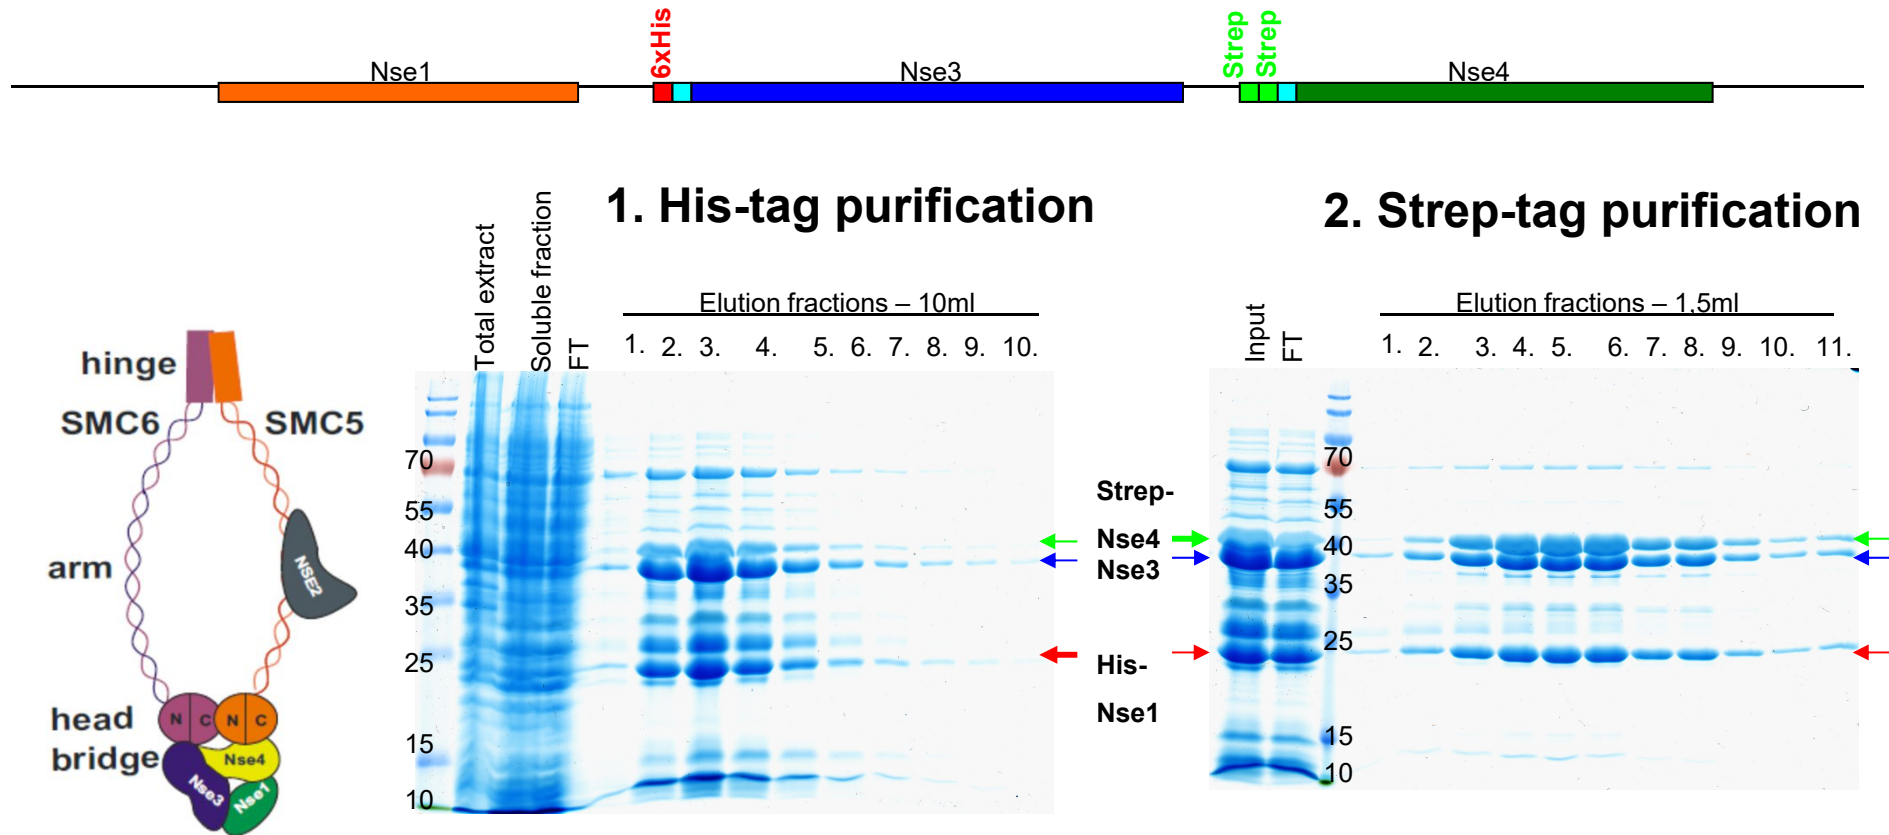 6xHis
Strep
Strep
Nse1
Nse3
Nse4
1. His-tag purification
2. Strep-tag purification
Total extract
Soluble fraction
FT
Elution fractions – 10ml
1. 2. 3. 4. 5. 6. 7. 8. 9. 10.
Input
FT
Elution fractions – 1,5ml
1. 2. 3. 4. 5. 6. 7. 8. 9. 10. 11.
hinge
SMC6
SMC5
arm
NSE2
head
bridge
N C N C
Nse4
Nse3
Nse1
70
55
40
35
25
15
10
Strep-
Nse4
Nse3
His-
Nse1
70
55
40
35
25
15
10